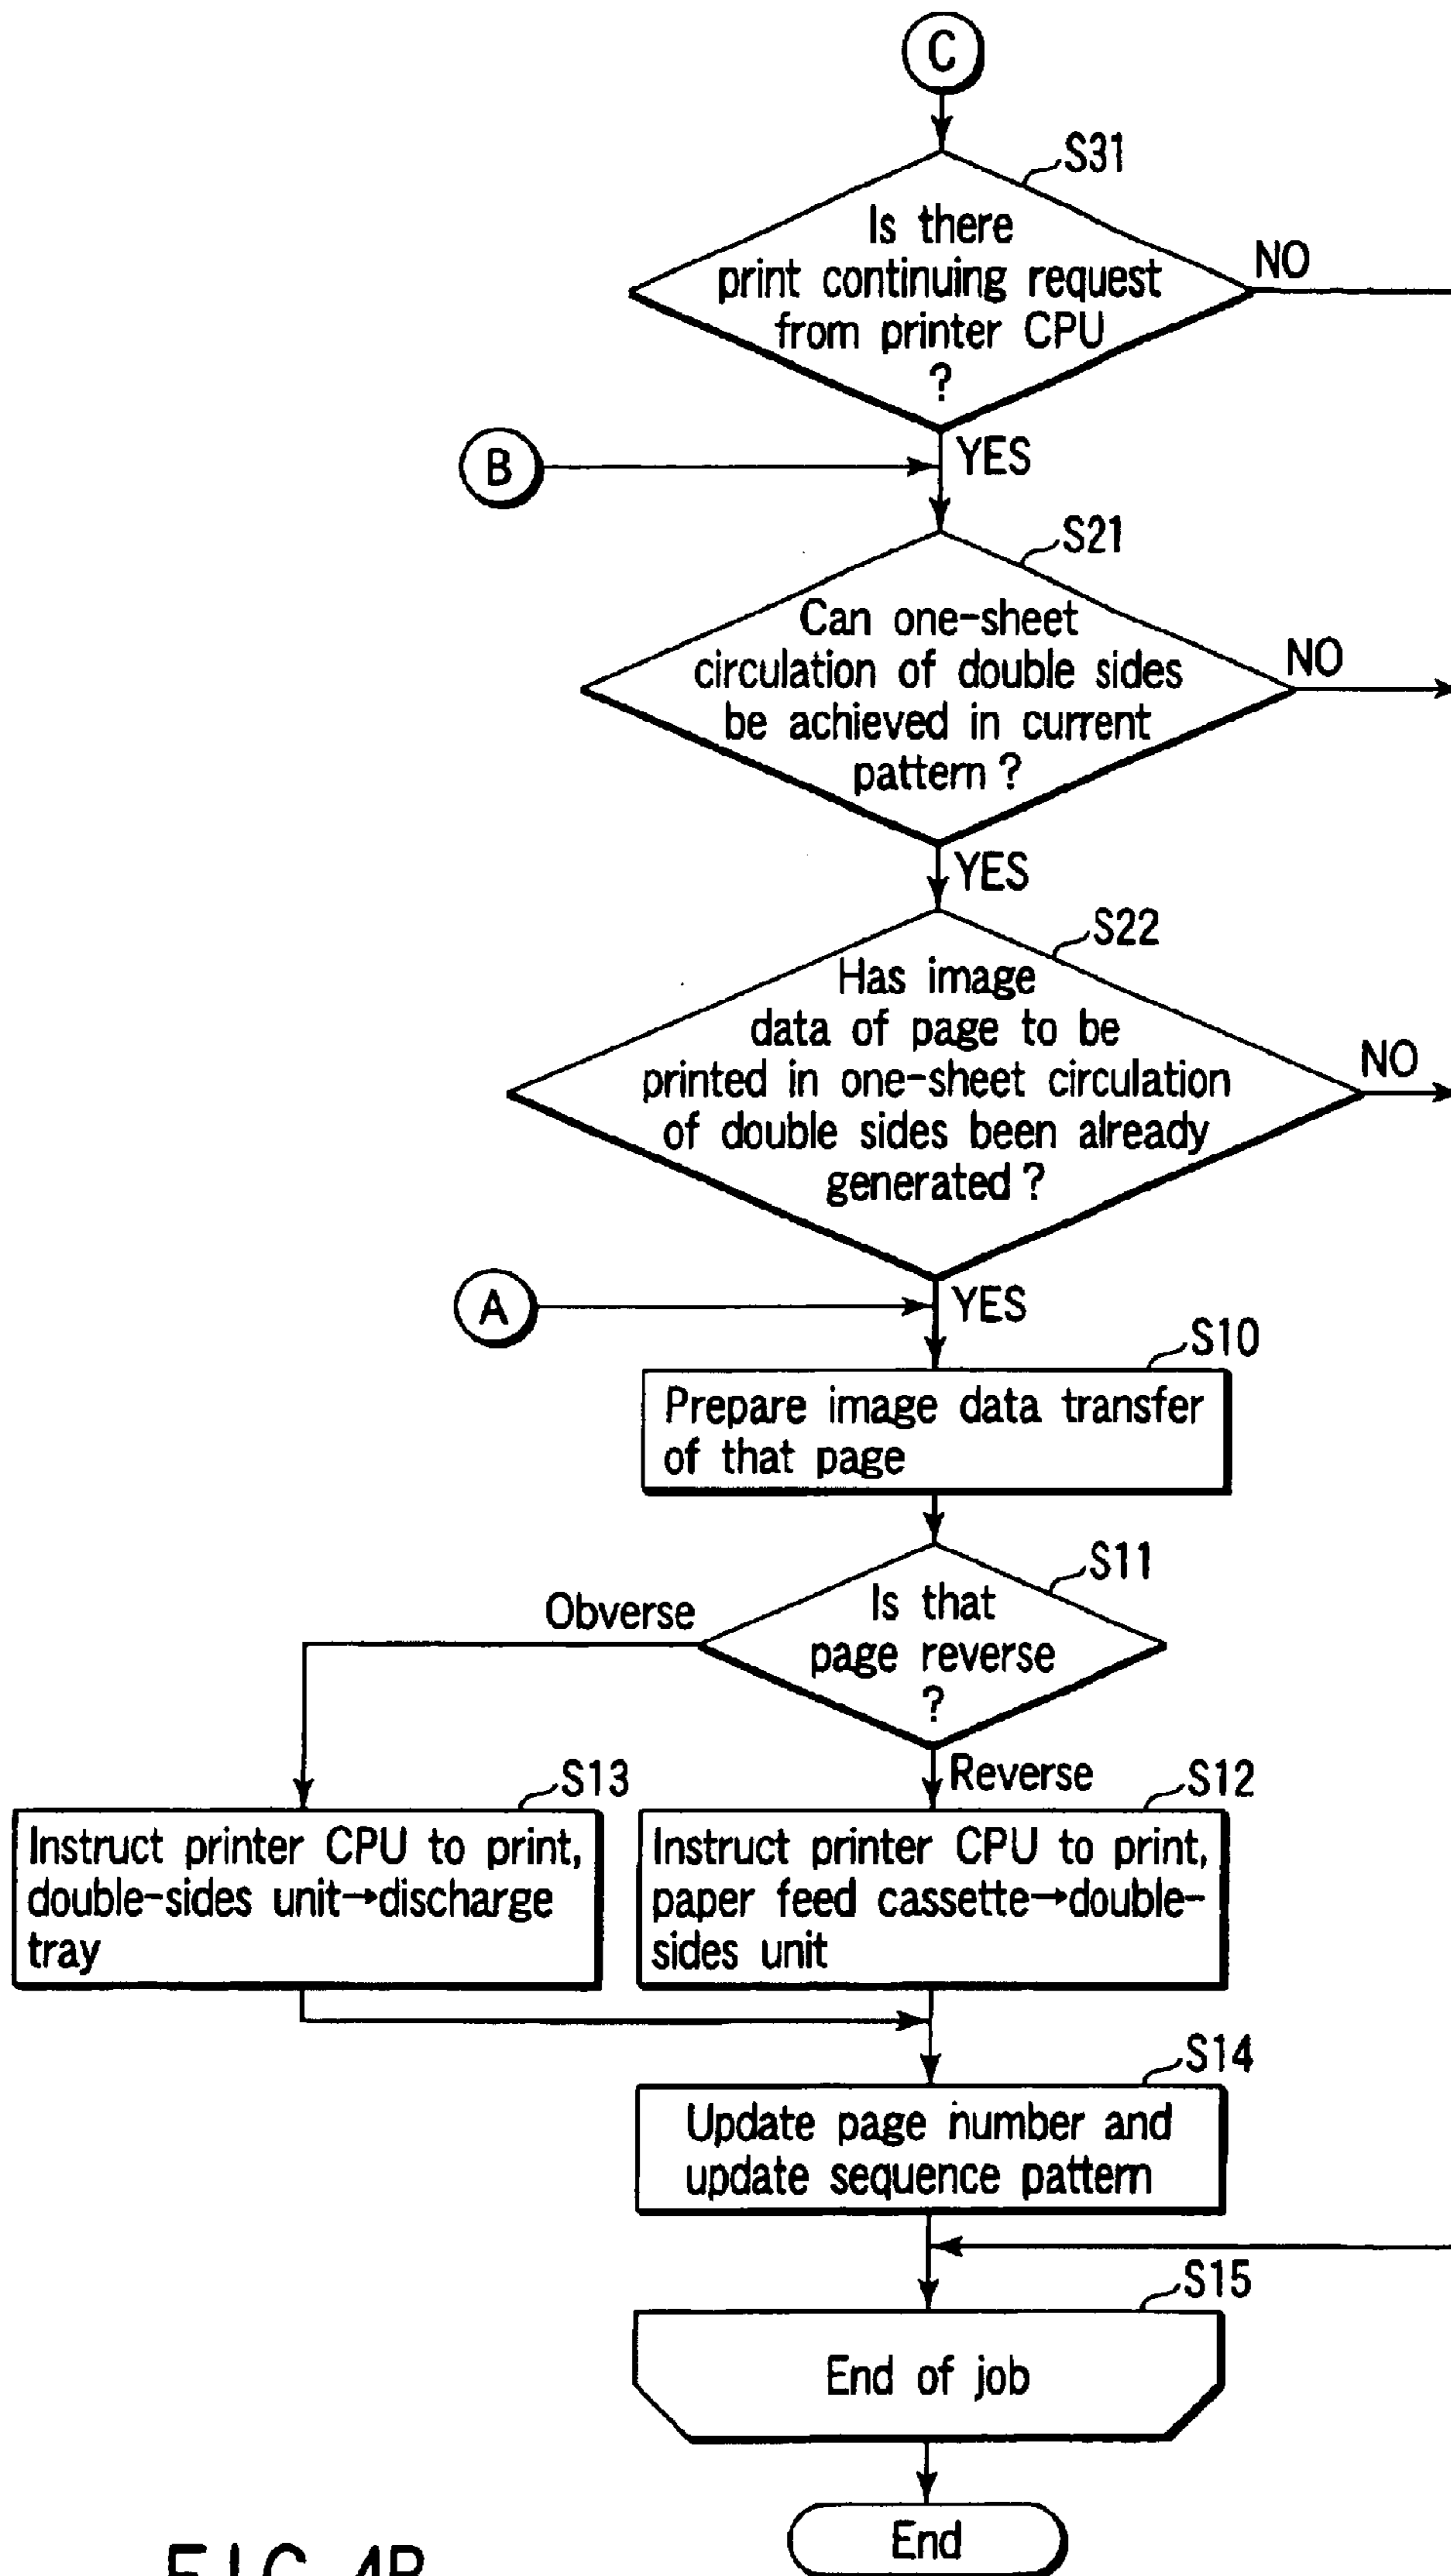 C
S31
Is there
print continuing request
from printer CPU
?
NO
B
YES
S21
Can one-sheet
circulation of double sides
be achieved in current
pattern ?
NO
YES
S22
Has image
data of page to be
printed in one-sheet circulation
of double sides been already
generated ?
NO
A
YES
S10
Prepare image data transfer
of that page
S11
Is that
page reverse
?
Obverse
Reverse
S13
Instruct printer CPU to print,
double-sides unit→discharge
tray
S12
Instruct printer CPU to print,
paper feed cassette→double-
sides unit
S14
Update page number and
update sequence pattern
S15
End of job
End
FIG. 4B